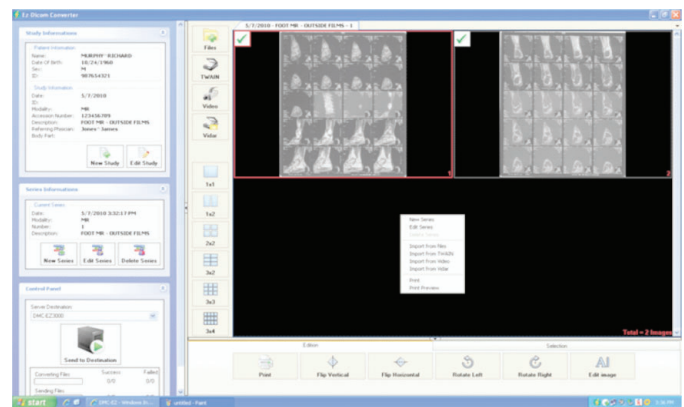 Ez Dicom Converter
Study Informations
Patient Information
Name: MURPHY^RICHARD
Date Of Birth: 10/24/1960
Sex: M
ID: 987654321
Study Information
Date: 5/7/2010
ID:
Modality: MR
Accession Number: 123456789
Description: FOOT MR - OUTSIDE FILMS
Referring Physician: Jones^James
Body Part:
New Study
Edit Study
Series Informations
Current Series
Date: 5/7/2010 3:32:17 PM
Modality: MR
Number: 1
Description: FOOT MR - OUTSIDE FILMS
New Series
Edit Series
Delete Series
Control Panel
Server Destination:
DMC-EZ3000
Send to Destination
Success Failed
Converting Files 0/0 0/0
Sending Files
Files
TWAIN
Video
Vidar
1x1
1x2
2x2
3x2
3x3
3x4
5/7/2010 - FOOT MR - OUTSIDE FILMS - 1
1
2
New Series
Edit Series
Delete Series
Import from files
Import from TWAIN
Import from Video
Import from Vidar
Print
Print Preview
Total = 2 Images
Edition
Selection
Print
Flip Vertical
Flip Horizontal
Rotate Left
Rotate Right
Edit image
start
untitled - Paint